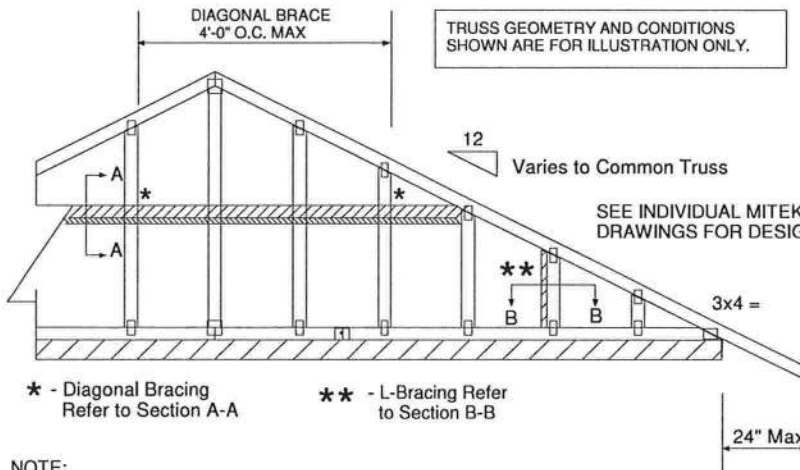 DIAGONAL BRACE
4'-0" O.C. MAX
TRUSS GEOMETRY AND CONDITIONS
SHOWN ARE FOR ILLUSTRATION ONLY.
12
Varies to Common Truss
A
*
*
A
SEE INDIVIDUAL MITEK
DRAWINGS FOR DESIG
**
B
B
3x4 =
* - Diagonal Bracing
Refer to Section A-A
** - L-Bracing Refer
to Section B-B
24" Max
NOTE: